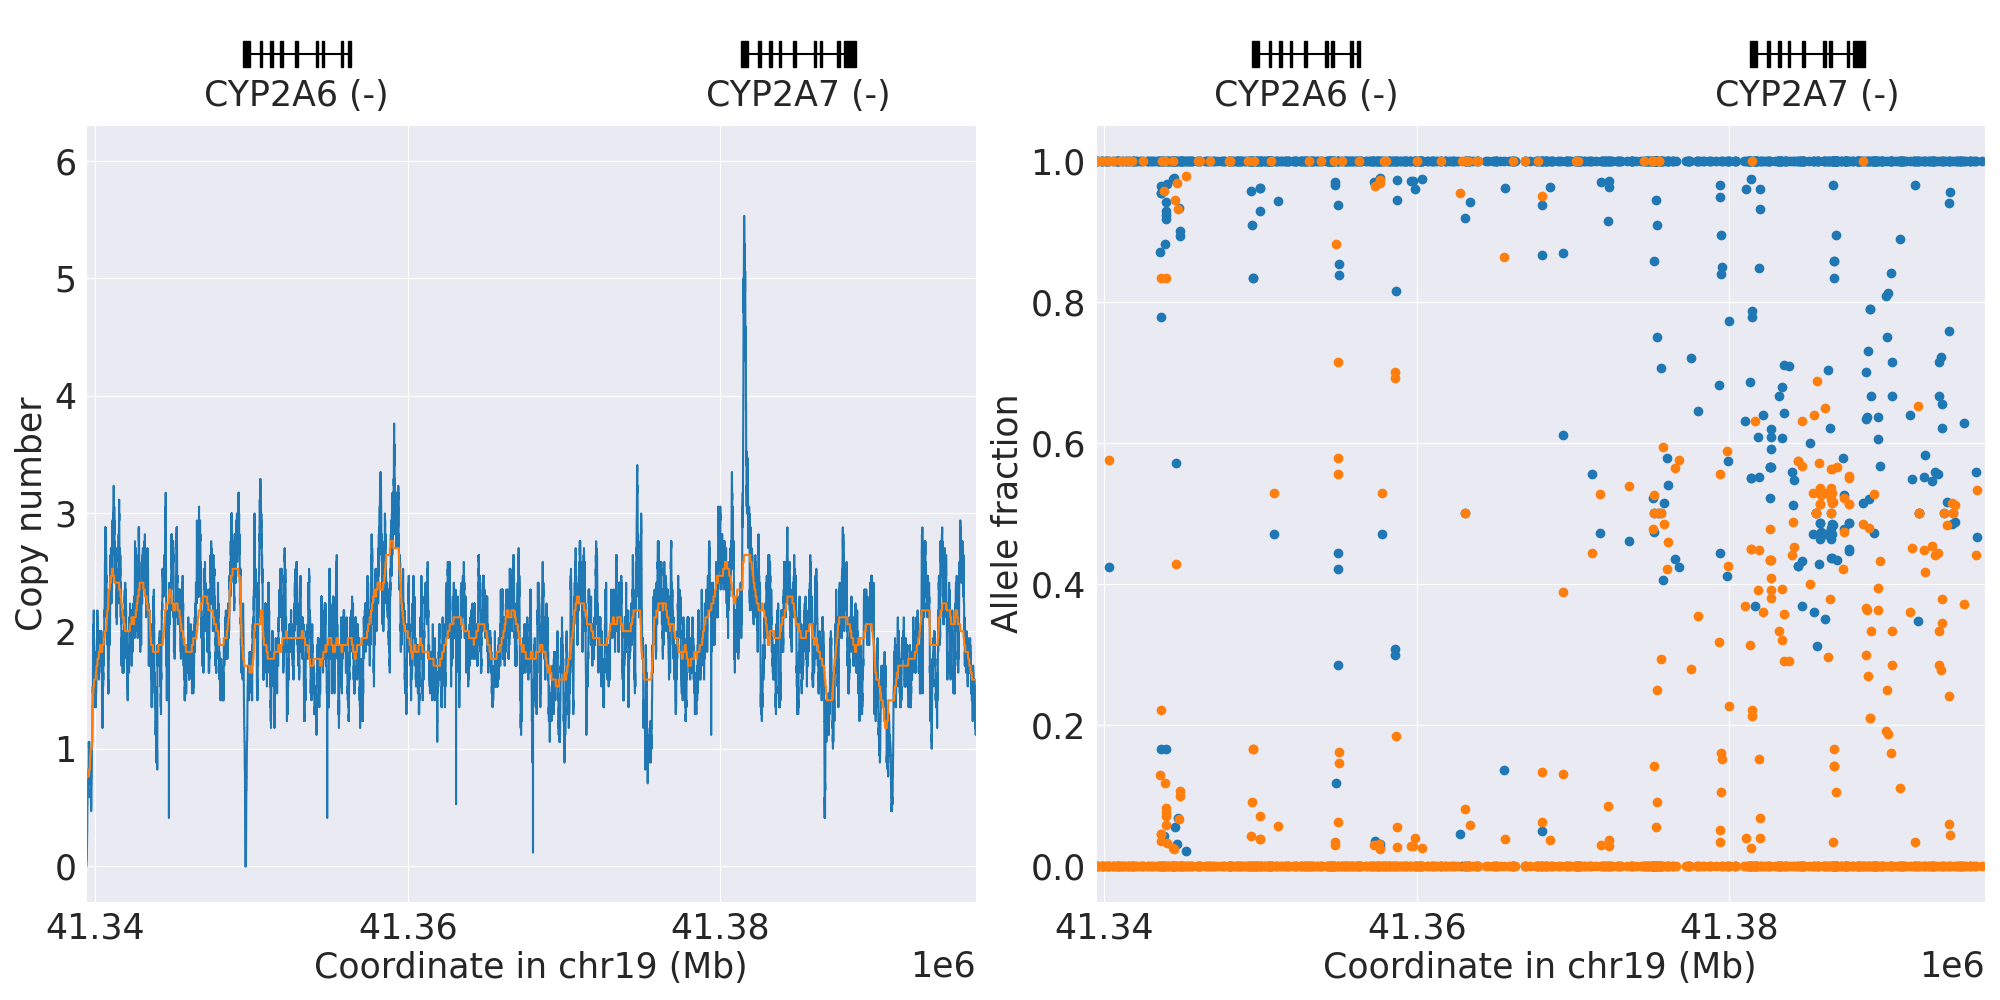 CYP2A6 (-)
CYP2A7 (-)
6
5
4
3
2
1
0
Copy number
41.34
41.36
41.38
Coordinate in chr19 (Mb)
1e6
CYP2A6 (-)
CYP2A7 (-)
1.0
0.8
0.6
0.4
0.2
0.0
Allele fraction
41.34
41.36
41.38
Coordinate in chr19 (Mb)
1e6